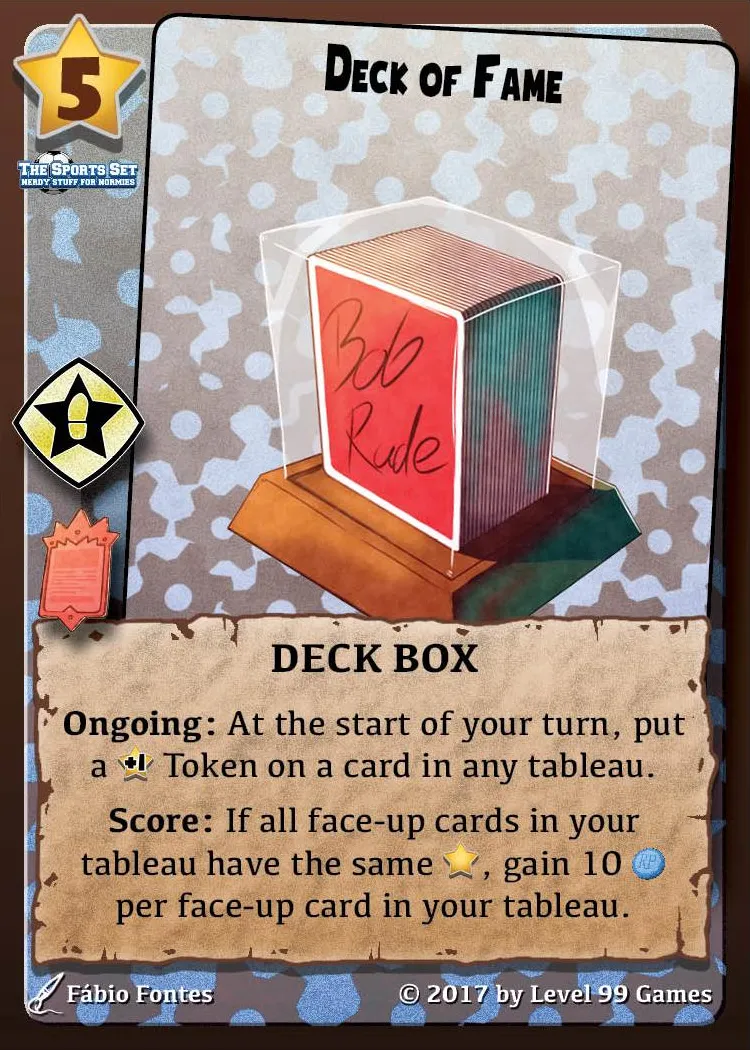 Deck of Fame
5
The Sports Set
Nerdy Stuff for Normies
Bob
Rude
DECK BOX
Ongoing: At the start of your turn, put
a +1 Token on a card in any tableau.
Score: If all face-up cards in your
tableau have the same , gain 10 RP
per face-up card in your tableau.
Fábio Fontes
© 2017 by Level 99 Games